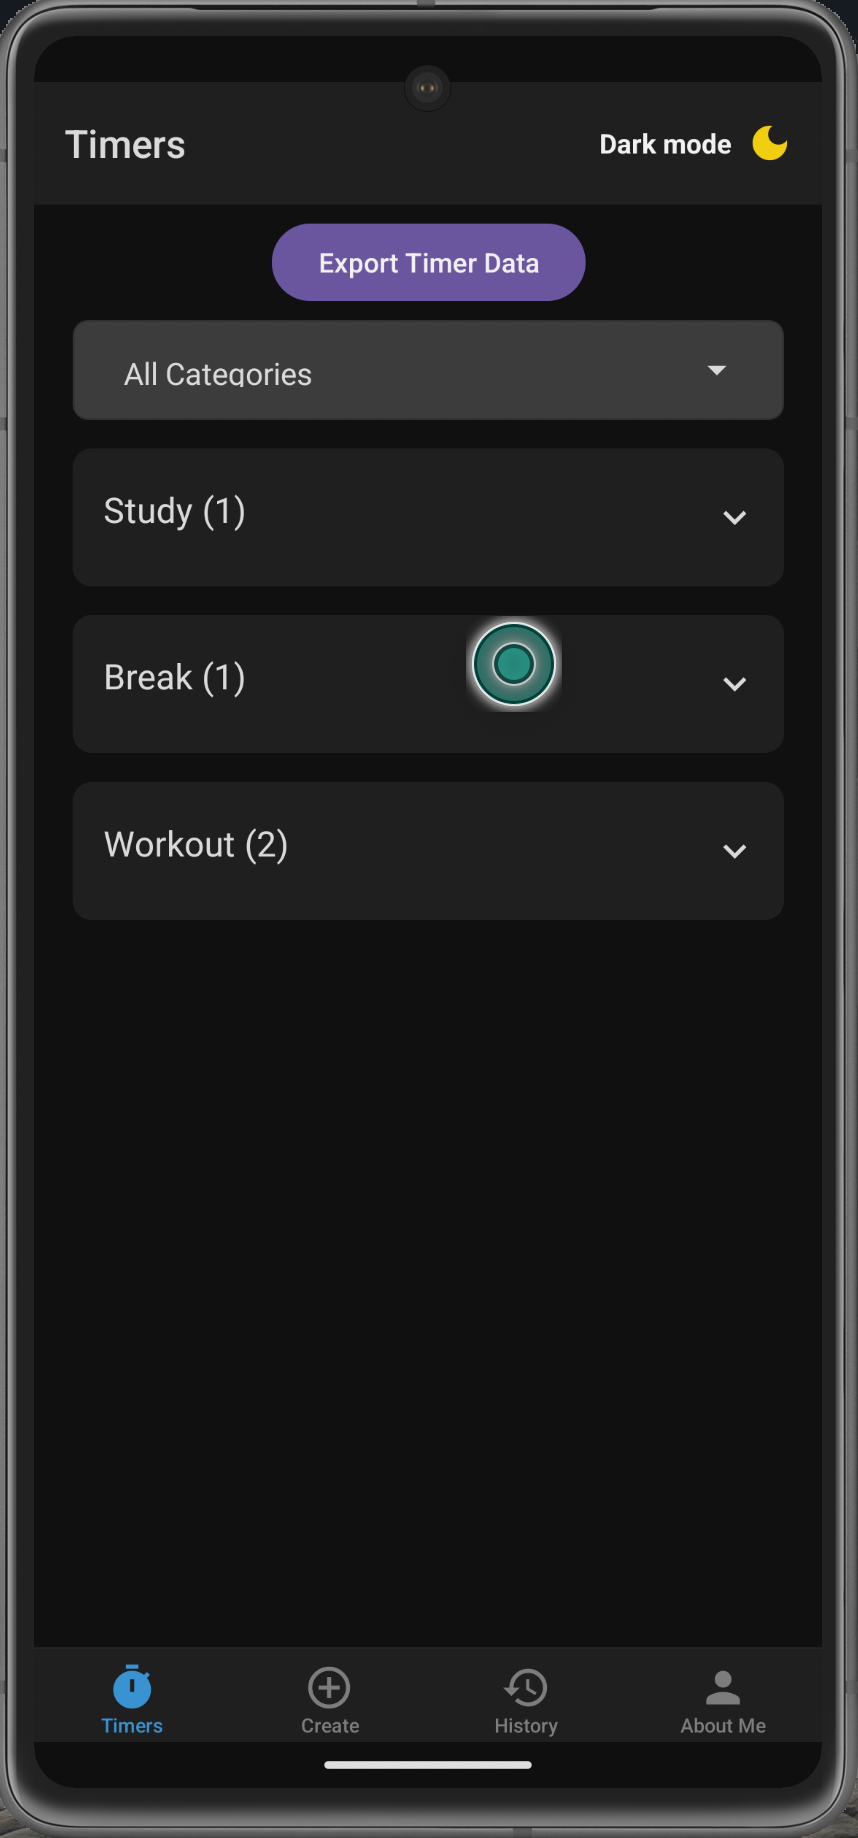 Timers
Dark mode
Export Timer Data
All Categories
Study (1)
Break (1)
Workout (2)
Timers
Create
History
About Me